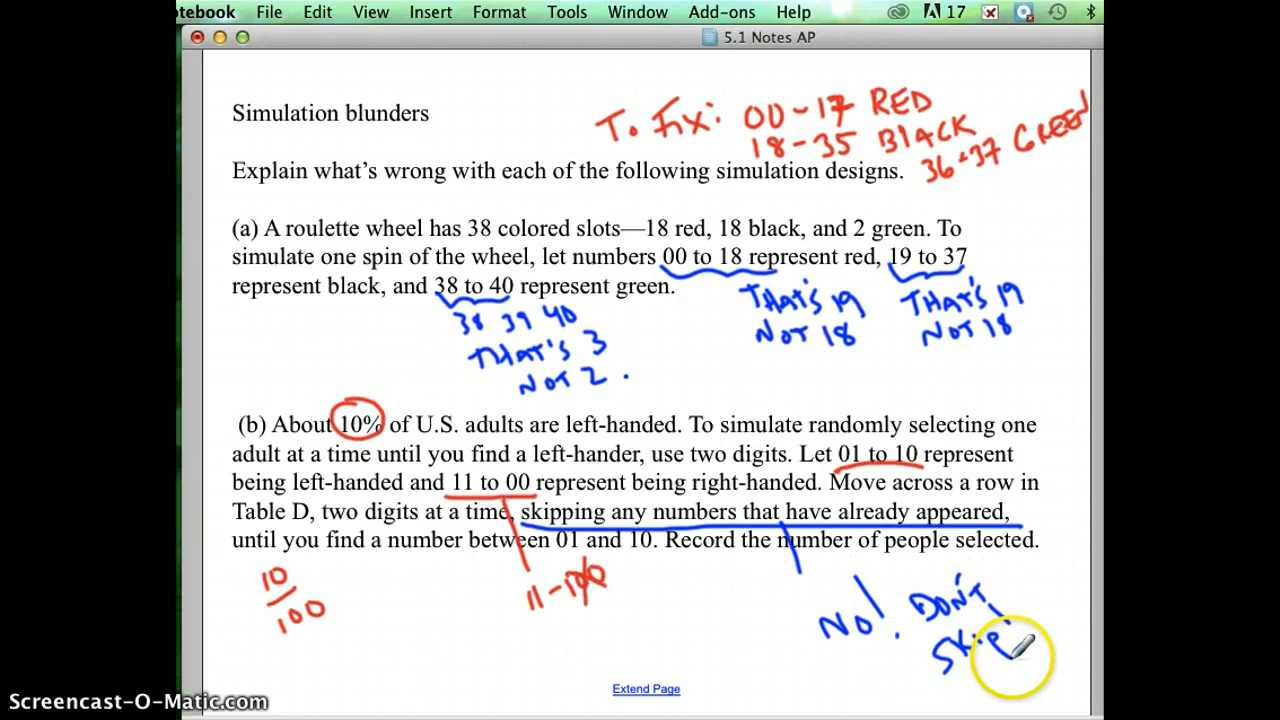 otebook File Edit View Insert Format Tools Window Add-ons Help 17
5.1 Notes AP
Simulation blunders
TO FIX: 00-17 RED
18-35 BLACK
36-37 GREEN
Explain what's wrong with each of the following simulation designs.
(a) A roulette wheel has 38 colored slots—18 red, 18 black, and 2 green. To
simulate one spin of the wheel, let numbers 00 to 18 represent red, 19 to 37
represent black, and 38 to 40 represent green.
38 39 40
THAT'S 3
NOT 2.
THAT'S 19
NOT 18
THAT'S 19
NOT 18
(b) About 10% of U.S. adults are left-handed. To simulate randomly selecting one
adult at a time until you find a left-hander, use two digits. Let 01 to 10 represent
being left-handed and 11 to 00 represent being right-handed. Move across a row in
Table D, two digits at a time, skipping any numbers that have already appeared,
until you find a number between 01 and 10. Record the number of people selected.
10
100
11-100
NO! DON'T
SKIP
Extend Page
Screencast-O-Matic.com